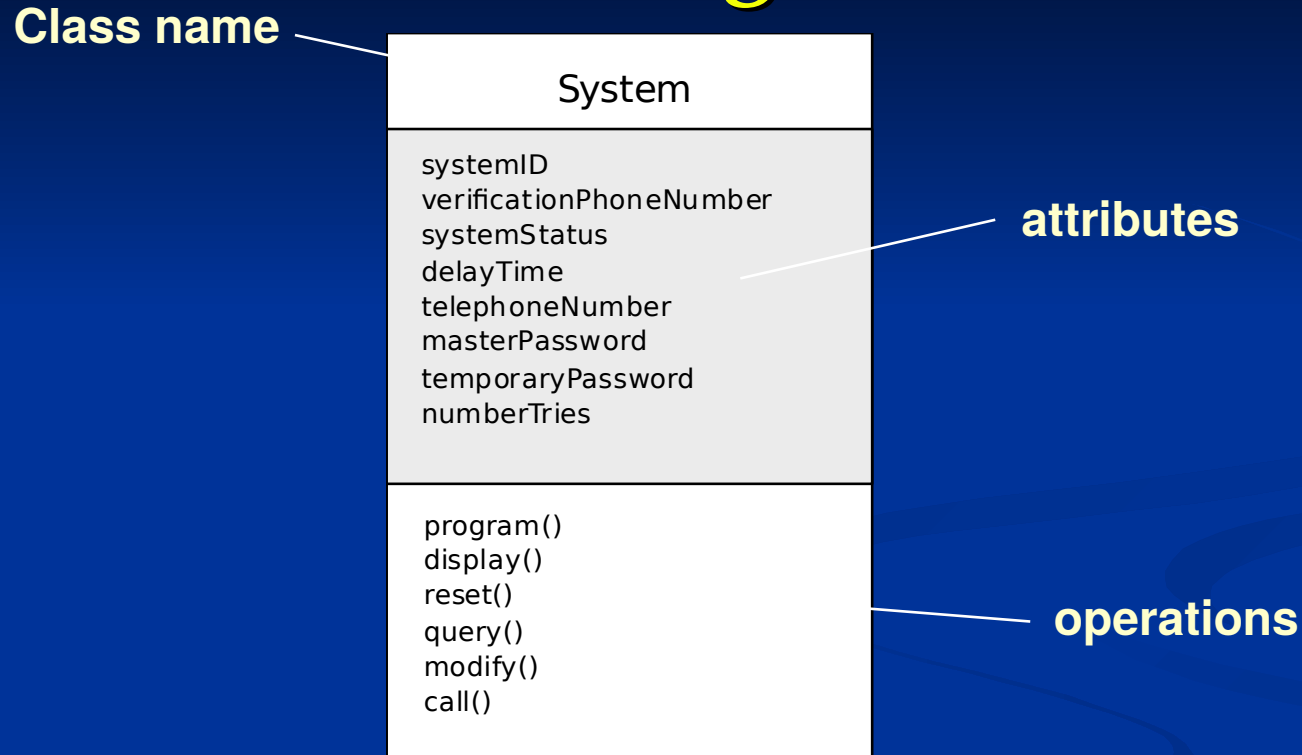 Class name
System
systemID
verificationPhoneNumber
systemStatus
attributes
delayTime
telephoneNumber
masterPassword
temporaryPassword
numberTries
program()
display()
reset()
operations
query()
modify()
call()